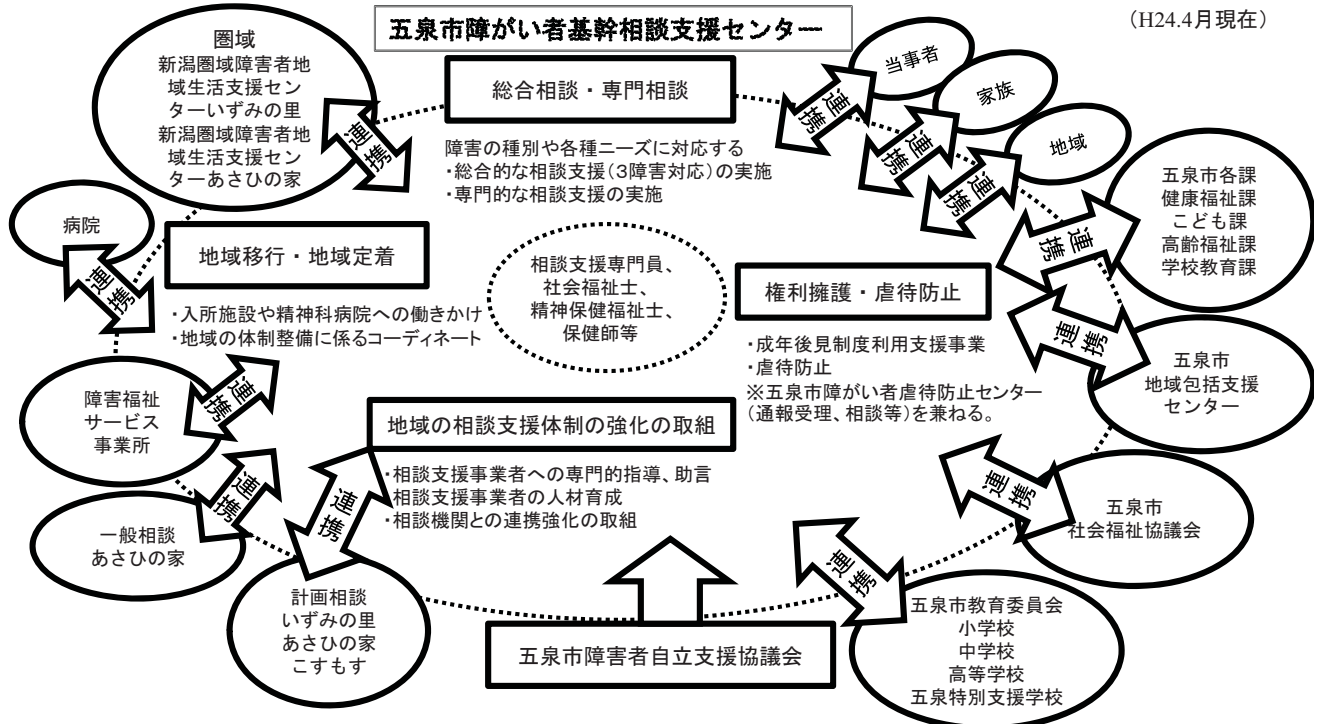 五泉市障がい者基幹相談支援センター
（H24.4月現在）
圏域
新潟圏域障害者地
域生活支援セン
ターいずみの里
新潟圏域障害者地
域生活支援セン
ターあさひの家
連携
総合相談・専門相談
障害の種別や各種ニーズに対応する
・総合的な相談支援（3障害対応）の実施
・専門的な相談支援の実施
当事者
連携
家族
連携
地域
連携
五泉市各課
健康福祉課
こども課
高齢福祉課
学校教育課
連携
病院
連携
地域移行・地域定着
・入所施設や精神科病院への働きかけ
・地域の体制整備に係るコーディネート
相談支援専門員、
社会福祉士、
精神保健福祉士、
保健師等
権利擁護・虐待防止
・成年後見制度利用支援事業
・虐待防止
※五泉市障がい者虐待防止センター
（通報受理、相談等）を兼ねる。
連携
五泉市
地域包括支援
センター
障害福祉
サービス
事業所
連携
地域の相談支援体制の強化の取組
・相談支援事業者への専門的指導、助言
・相談支援事業者の人材育成
・相談機関との連携強化の取組
連携
五泉市
社会福祉協議会
一般相談
あさひの家
連携
連携
計画相談
いずみの里
あさひの家
こすもす
五泉市障害者自立支援協議会
連携
五泉市教育委員会
小学校
中学校
高等学校
五泉特別支援学校